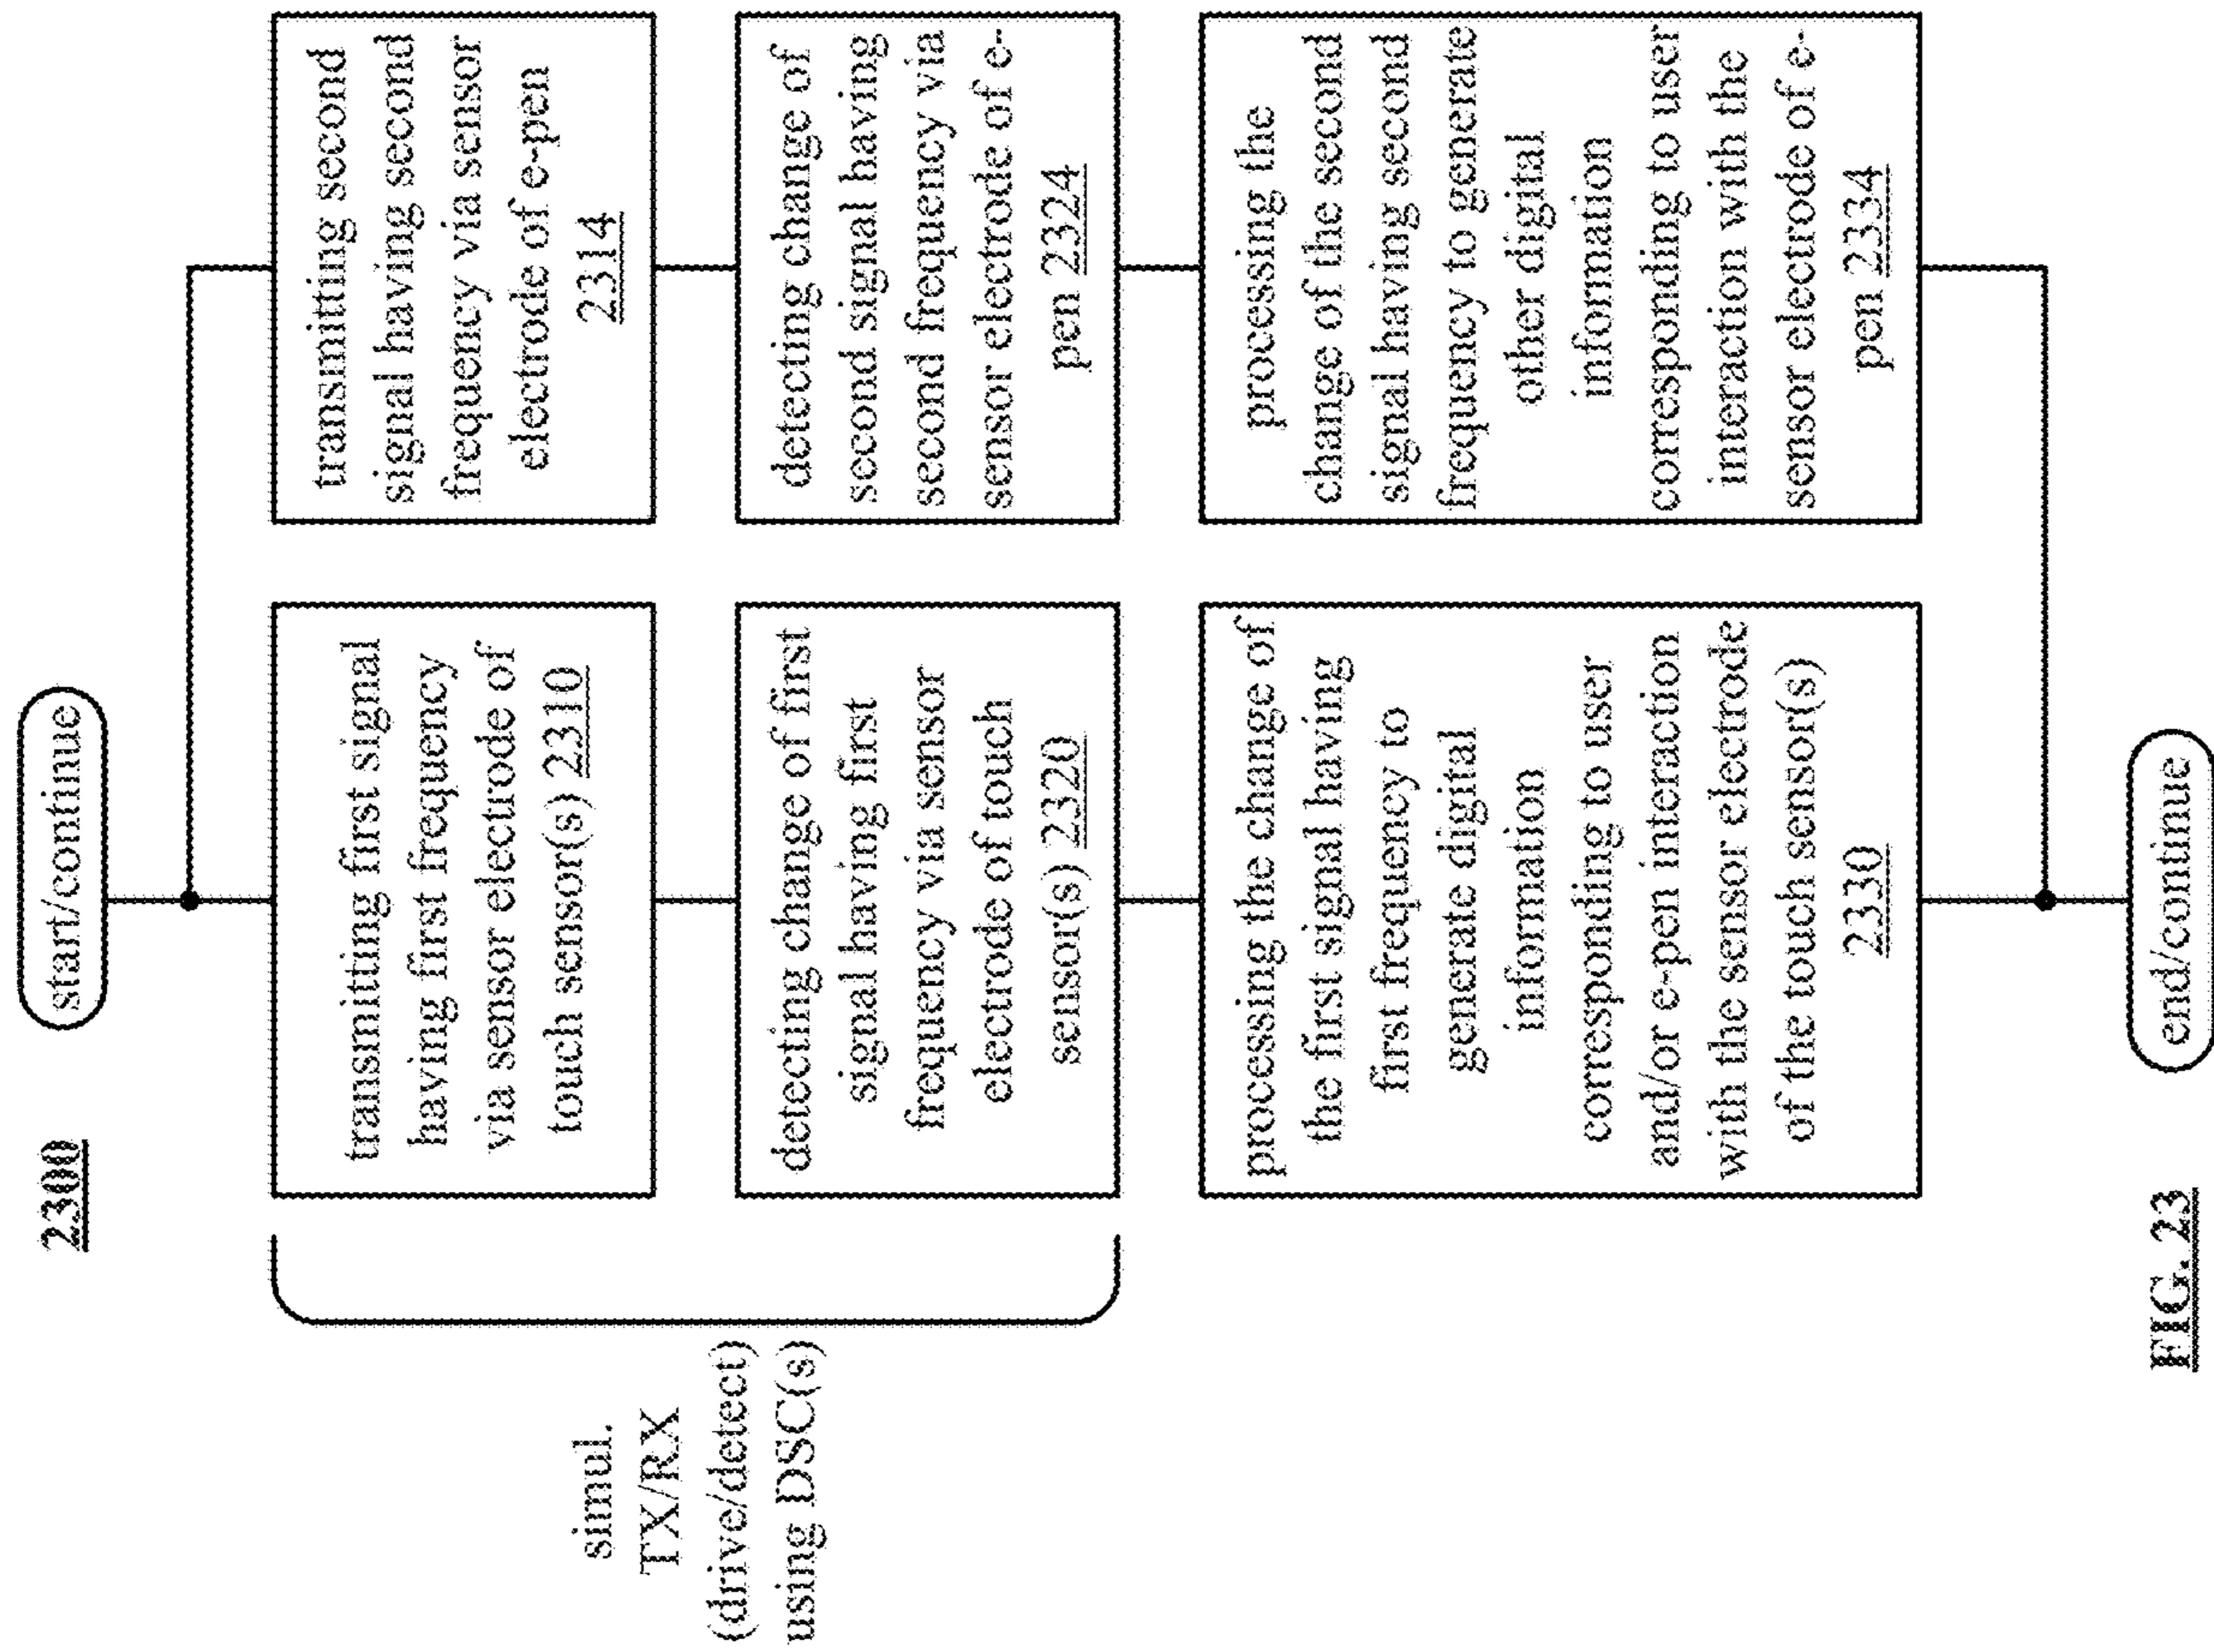 2300
start/continue
transmitting first signal
having first frequency
via sensor electrode of
touch sensor(s) 2310
transmitting second
signal having second
frequency via sensor
electrode of e-pen
2314
simul.
TX/RX
(drive/detect)
using DSC(s)
detecting change of first
signal having first
frequency via sensor
electrode of touch
sensor(s) 2320
detecting change of
second signal having
second frequency via
sensor electrode of e-
pen 2324
processing the change of
the first signal having
first frequency to
generate digital
information
corresponding to user
and/or e-pen interaction
with the sensor electrode
of the touch sensor(s)
2330
processing the
change of the second
signal having second
frequency to generate
other digital
information
corresponding to user
interaction with the
sensor electrode of e-
pen 2334
FIG. 23
end/continue